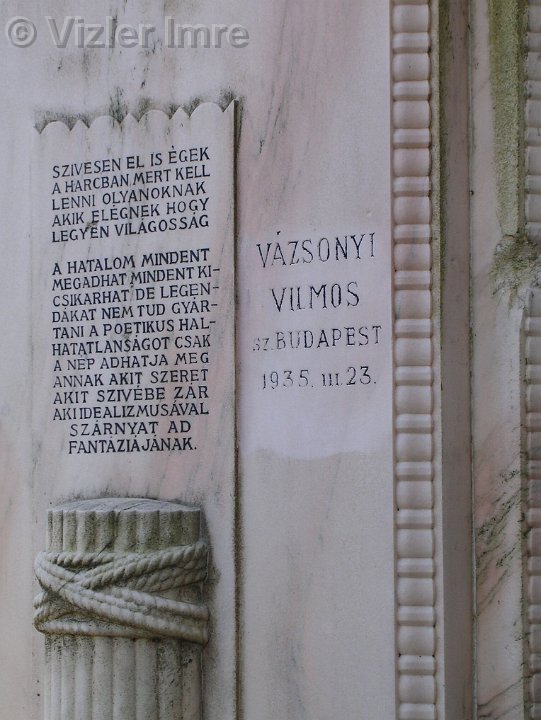 © Vizler Imre
SZIVESEN EL IS ÉGEK
A HARCBAN MERT KELL
LENNI OLYANOKNAK
AKIK ELÉGNEK HOGY
LEGYEN VILÁGOSSÁG
A HATALOM MINDENT
MEGADHAT MINDENT KI-
CSIKARHAT DE LEGEN-
DÁKAT NEM TUD GYÁR-
TANI A POETIKUS HAL-
HATATLANSÁGOT CSAK
A NÉP ADHATJA MEG
ANNAK AKIT SZERET
AKIT SZIVÉBE ZÁR
AKI IDEALIZMUSÁVAL
SZÁRNYAT AD
FANTÁZIÁJÁNAK.
VÁZSONYI
VILMOS
SZ. BUDAPEST
1935. III. 23.